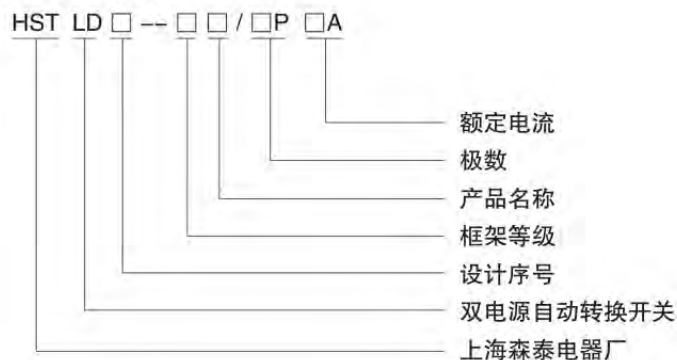 HST LD□--□□/□P □A
额定电流
极数
产品名称
框架等级
设计序号
双电源自动转换开关
上海森泰电器厂